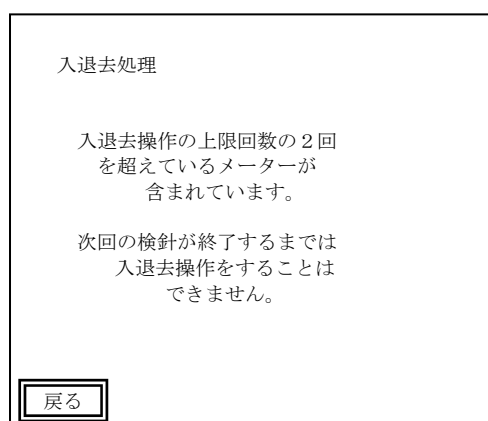 入退去処理
入退去操作の上限回数の２回
を超えているメーターが
含まれています。
次回の検針が終了するまでは
入退去操作をすることは
できません。
戻る